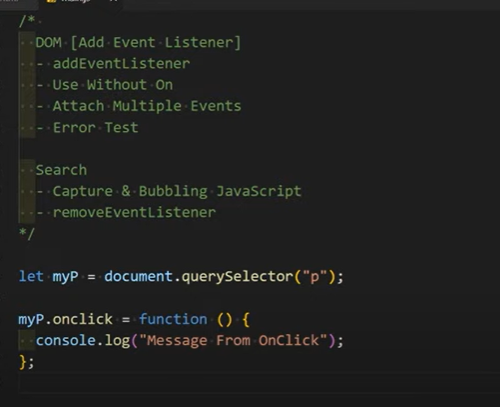 /*
DOM [Add Event Listener]
- addEventListener
- Use Without On
- Attach Multiple Events
- Error Test
Search
- Capture & Bubbling JavaScript
- removeEventListener
*/
let myP = document.querySelector("p");
myP.onclick = function () {
console.log("Message From OnClick");
};